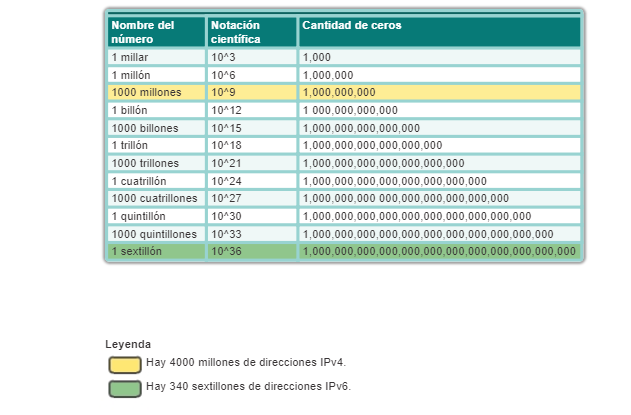 Nombre del número Notación científica Cantidad de ceros
1 millar 10^3 1,000
1 millón 10^6 1,000,000
1000 millones 10^9 1,000,000,000
1 billón 10^12 1 000,000,000,000
1000 billones 10^15 1,000,000,000,000,000
1 trillón 10^18 1,000,000,000,000,000,000
1000 trillones 10^21 1,000,000,000,000,000,000,000
1 cuatrillón 10^24 1,000,000,000,000,000,000,000,000
1000 cuatrillones 10^27 1,000,000,000 000,000,000,000,000,000
1 quintillón 10^30 1,000,000,000,000,000,000,000,000,000,000
1000 quintillones 10^33 1,000,000,000,000,000,000,000,000,000,000,000
1 sextillón 10^36 1,000,000,000,000,000,000,000,000,000,000,000,000
Leyenda
Hay 4000 millones de direcciones IPv4.
Hay 340 sextillones de direcciones IPv6.